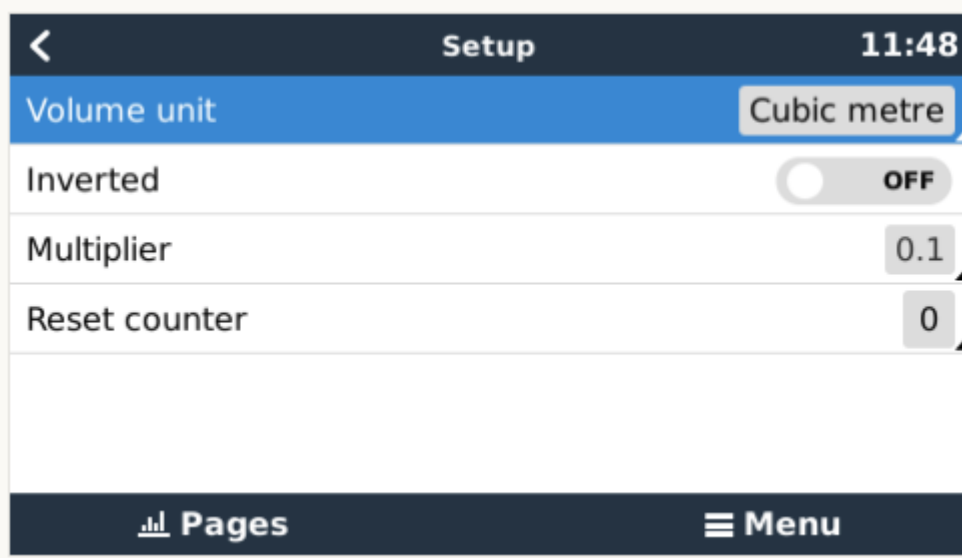 Setup 11:48
Volume unit Cubic metre
Inverted OFF
Multiplier 0.1
Reset counter 0
Pages Menu